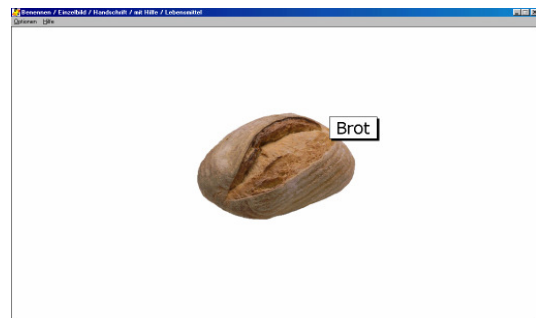 Benennen / Einzelbild / Handschrift / mit Hilfe / Lebensmittel
Optionen Hilfe
Brot